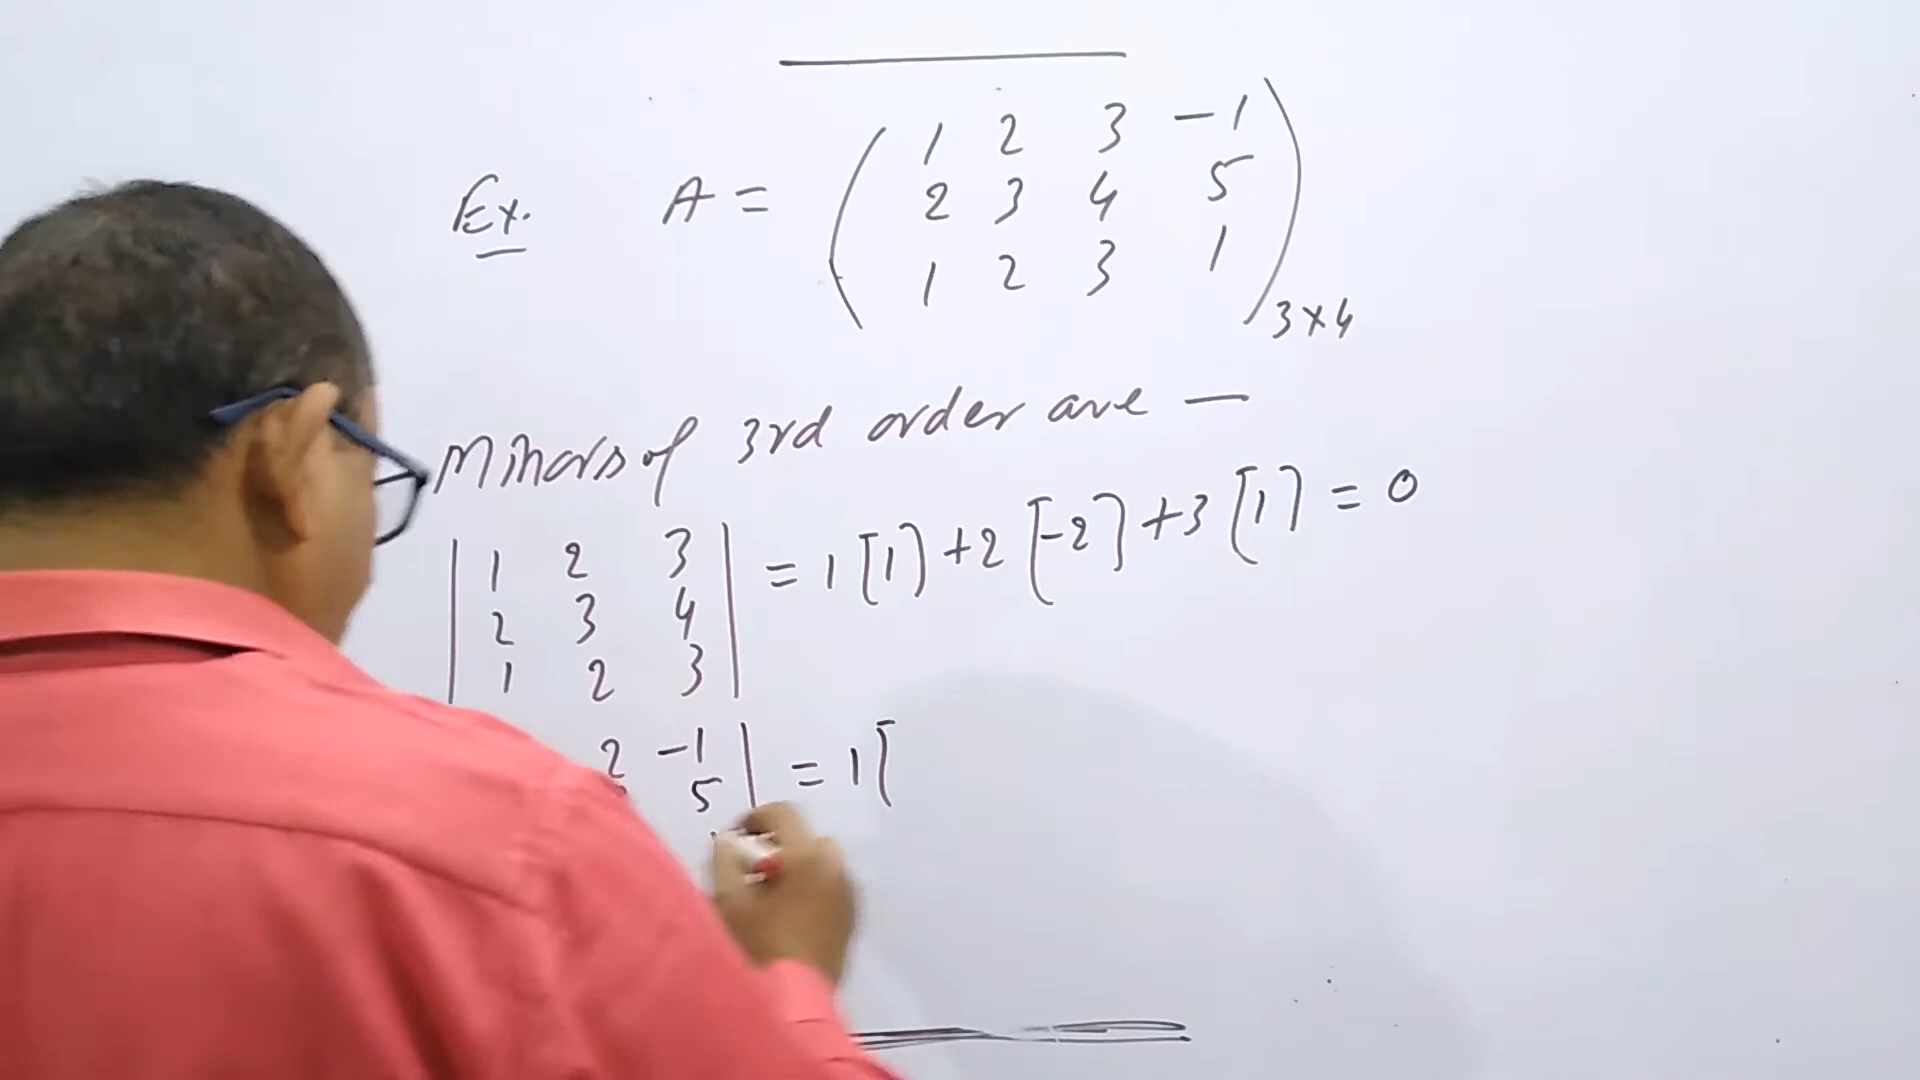 Ex. A = ( 1 2 3 -1
2 3 4 5
1 2 3 1 ) 3×4
Minors of 3rd order are —
| 1 2 3 | = 1[1] + 2[-2] + 3[1] = 0
2 3 4
1 2 3
2 -1 | = 1[
5